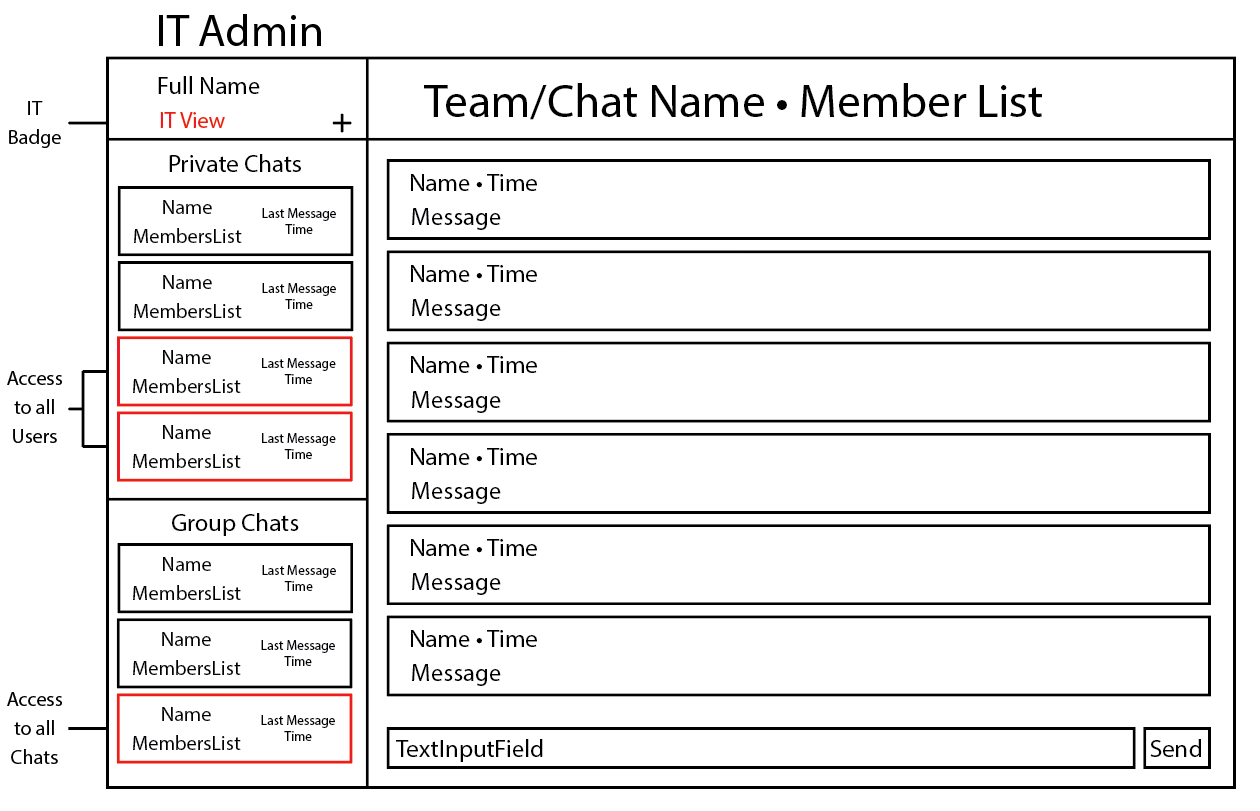 IT Admin
IT
Badge
Full Name
IT View
+
Team/Chat Name • Member List
Private Chats
Name
MembersList
Last Message
Time
Name
MembersList
Last Message
Time
Access
to all
Users
Name
MembersList
Last Message
Time
Name
MembersList
Last Message
Time
Group Chats
Name
MembersList
Last Message
Time
Name
MembersList
Last Message
Time
Access
to all
Chats
Name
MembersList
Last Message
Time
Name • Time
Message
Name • Time
Message
Name • Time
Message
Name • Time
Message
Name • Time
Message
Name • Time
Message
TextInputField
Send